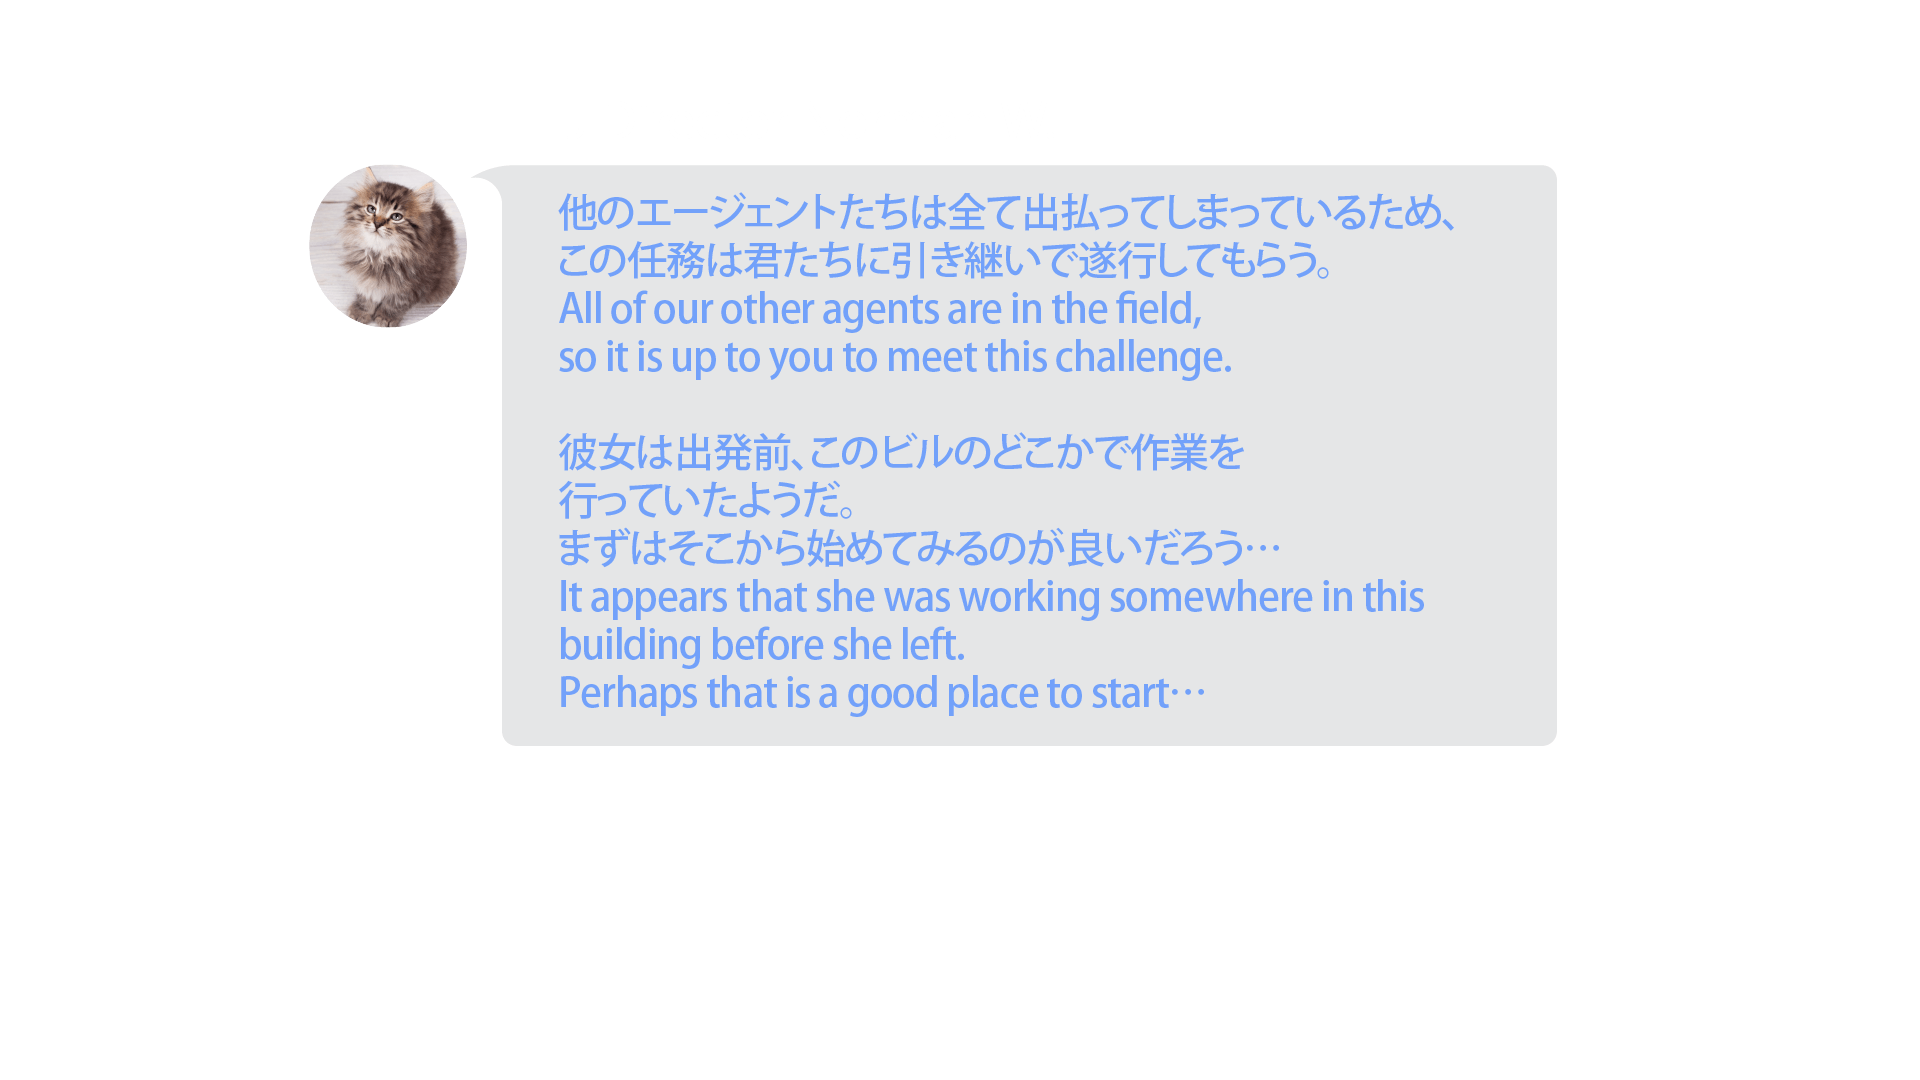 他のエージェントたちは全て出払ってしまっているため、
この任務は君たちに引き継いで遂行してもらう。
All of our other agents are in the field,
so it is up to you to meet this challenge.
彼女は出発前、このビルのどこかで作業を
行っていたようだ。
まずはそこから始めてみるのが良いだろう…
It appears that she was working somewhere in this
building before she left.
Perhaps that is a good place to start…